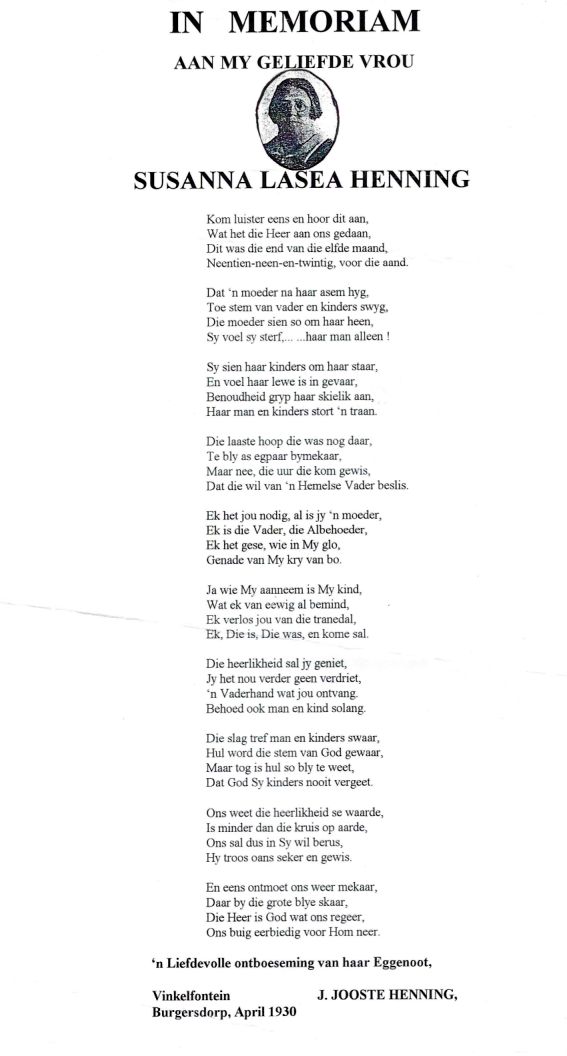 IN MEMORIAM
AAN MY GELIEFDE VROU
SUSANNA LASEA HENNING
Kom luister eens en hoor dit aan,
Wat het die Heer aan ons gedaan,
Dit was die end van die elfde maand,
Neentien-neen-en-twintig, voor die aand.
Dat ‘n moeder na haar asem hyg,
Toe stem van vader en kinders swyg,
Die moeder sien so om haar heen,
Sy voel sy sterf,... ...haar man alleen !
Sy sien haar kinders om haar staar,
En voel haar lewe is in gevaar,
Benoudheid gryp haar skielik aan,
Haar man en kinders stort ‘n traan.
Die laaste hoop die was nog daar,
Te bly as egpaar bymekaar,
Maar nee, die uur die kom gewis,
Dat die wil van ‘n Hemelse Vader beslis.
Ek het jou nodig, al is jy ‘n moeder,
Ek is die Vader, die Albehoeder,
Ek het gese, wie in My glo,
Genade van My kry van bo.
Ja wie My aanneem is My kind,
Wat ek van eewig al bemind,
Ek verlos jou van die tranedal,
Ek, Die is, Die was, en kome sal.
Die heerlikheid sal jy geniet,
Jy het nou verder geen verdriet,
‘n Vaderhand wat jou ontvang.
Behoed ook man en kind solang.
Die slag tref man en kinders swaar,
Hul word die stem van God gewaar,
Maar tog is hul so bly te weet,
Dat God Sy kinders nooit vergeet.
Ons weet die heerlikheid se waarde,
Is minder dan die kruis op aarde,
Ons sal dus in Sy wil berus,
Hy troos oans seker en gewis.
En eens ontmoet ons weer mekaar,
Daar by die grote blye skaar,
Die Heer is God wat ons regeer,
Ons buig eerbiedig voor Hom neer.
‘n Liefdevolle ontboeseming van haar Eggenoot,
Vinkelfontein J. JOOSTE HENNING,
Burgersdorp, April 1930